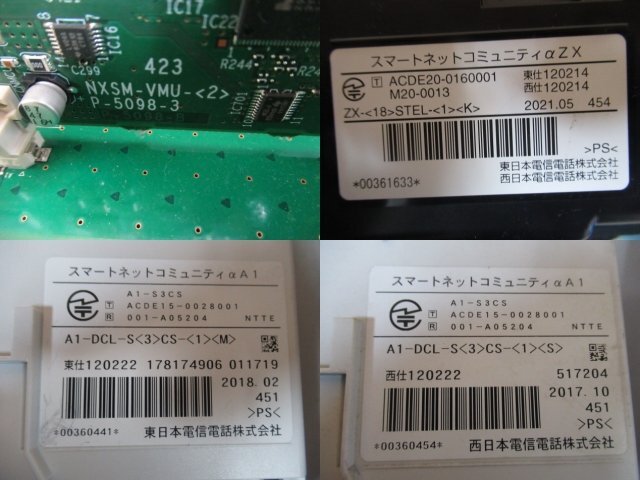 IC17
IC16
IC22
C299
423
R244
R24
NXSM-VMU-<2>
P-5098-3
IC701
スマートネットコミュニティαZX
T ACDE20-0160001 東仕120214
M20-0013 西仕120214
ZX-<18>STEL-<1><K> 2021.05 454
>PS<
東日本電信電話株式会社
*00361633* 西日本電信電話株式会社
スマートネットコミュニティαA1
A1-S3CS
T ACDE15-0028001
R 001-A05204 NTTE
A1-DCL-S<3>CS-<1><M>
東仕120222 178174906 011719
2018.02
451
>PS<
*00360441* 東日本電信電話株式会社
スマートネットコミュニティαA1
A1-S3CS
T ACDE15-0028001
R 001-A05204 NTTE
A1-DCL-S<3>CS-<1><S>
西仕120222 517204
2017.10
451
>PS<
*00360454* 西日本電信電話株式会社